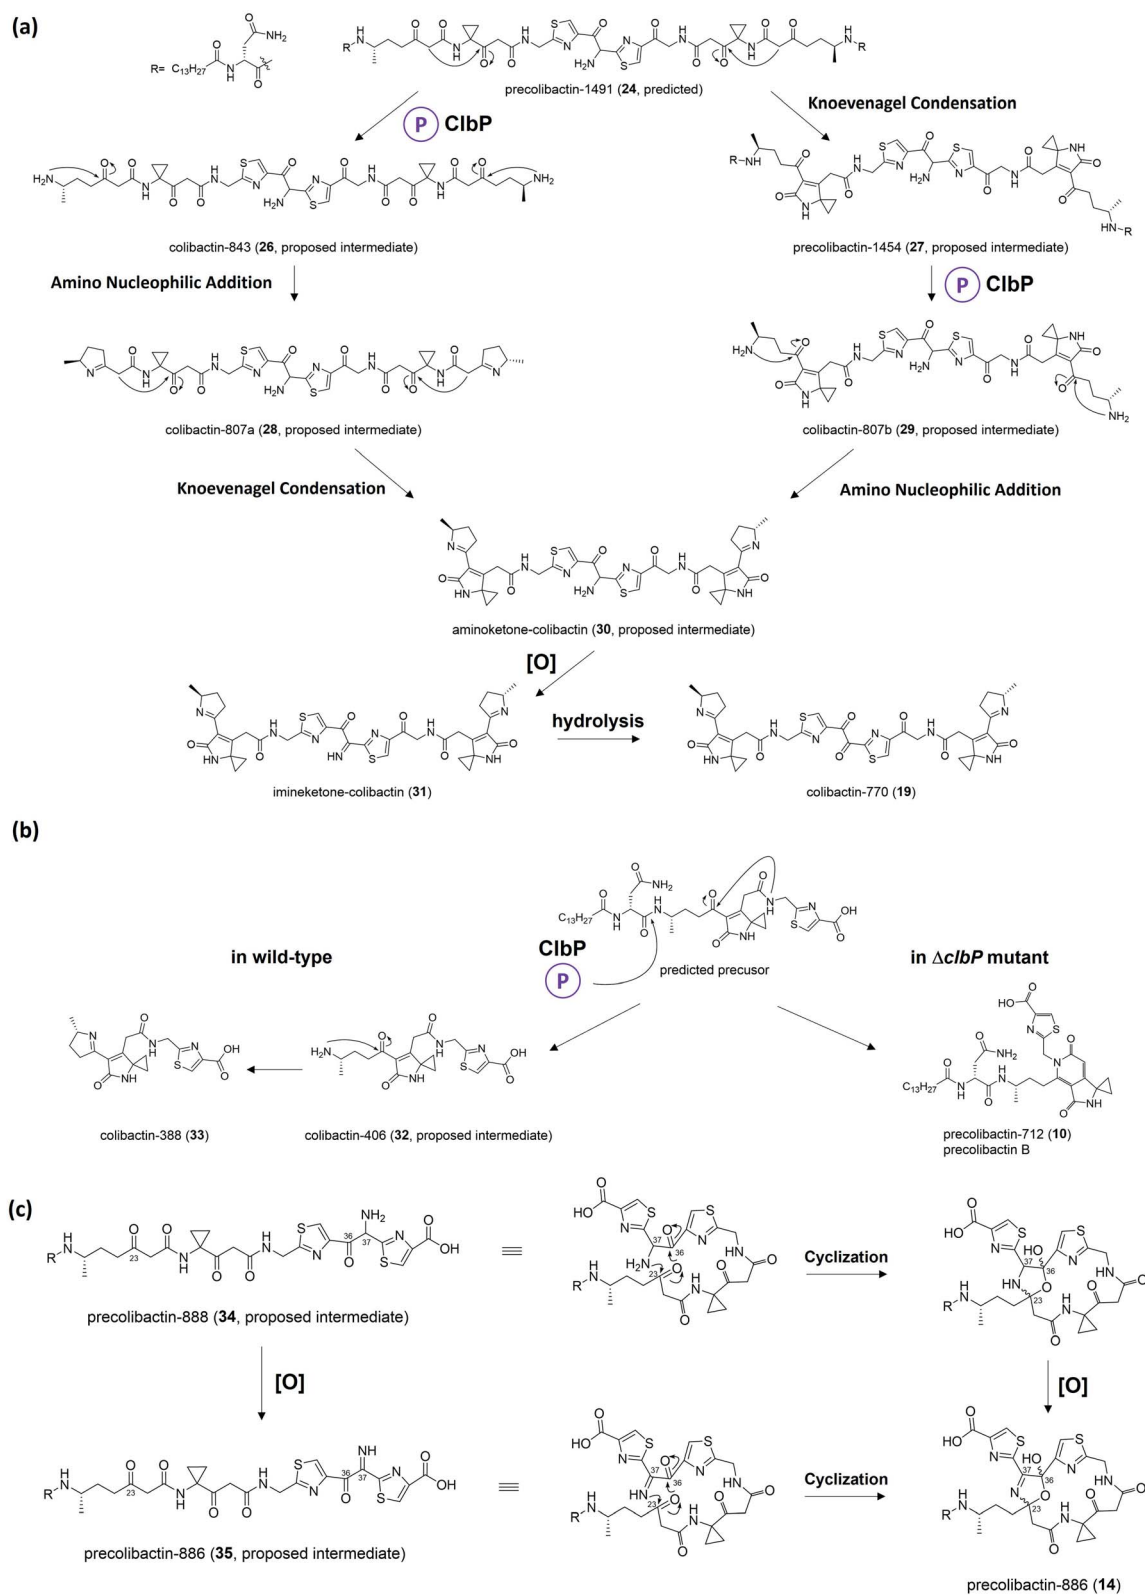 (a)
R=
C13H27
precolibactin-1491 (24, predicted)
P ClbP
Knoevenagel Condensation
colibactin-843 (26, proposed intermediate)
precolibactin-1454 (27, proposed intermediate)
Amino Nucleophilic Addition
P ClbP
colibactin-807a (28, proposed intermediate)
colibactin-807b (29, proposed intermediate)
Knoevenagel Condensation
Amino Nucleophilic Addition
aminoketone-colibactin (30, proposed intermediate)
[O]
hydrolysis
imineketone-colibactin (31)
colibactin-770 (19)
(b)
in wild-type
ClbP
P
predicted precusor
in ΔclbP mutant
colibactin-388 (33)
colibactin-406 (32, proposed intermediate)
precolibactin-712 (10)
precolibactin B
(c)
Cyclization
precolibactin-888 (34, proposed intermediate)
[O]
[O]
Cyclization
precolibactin-886 (35, proposed intermediate)
precolibactin-886 (14)